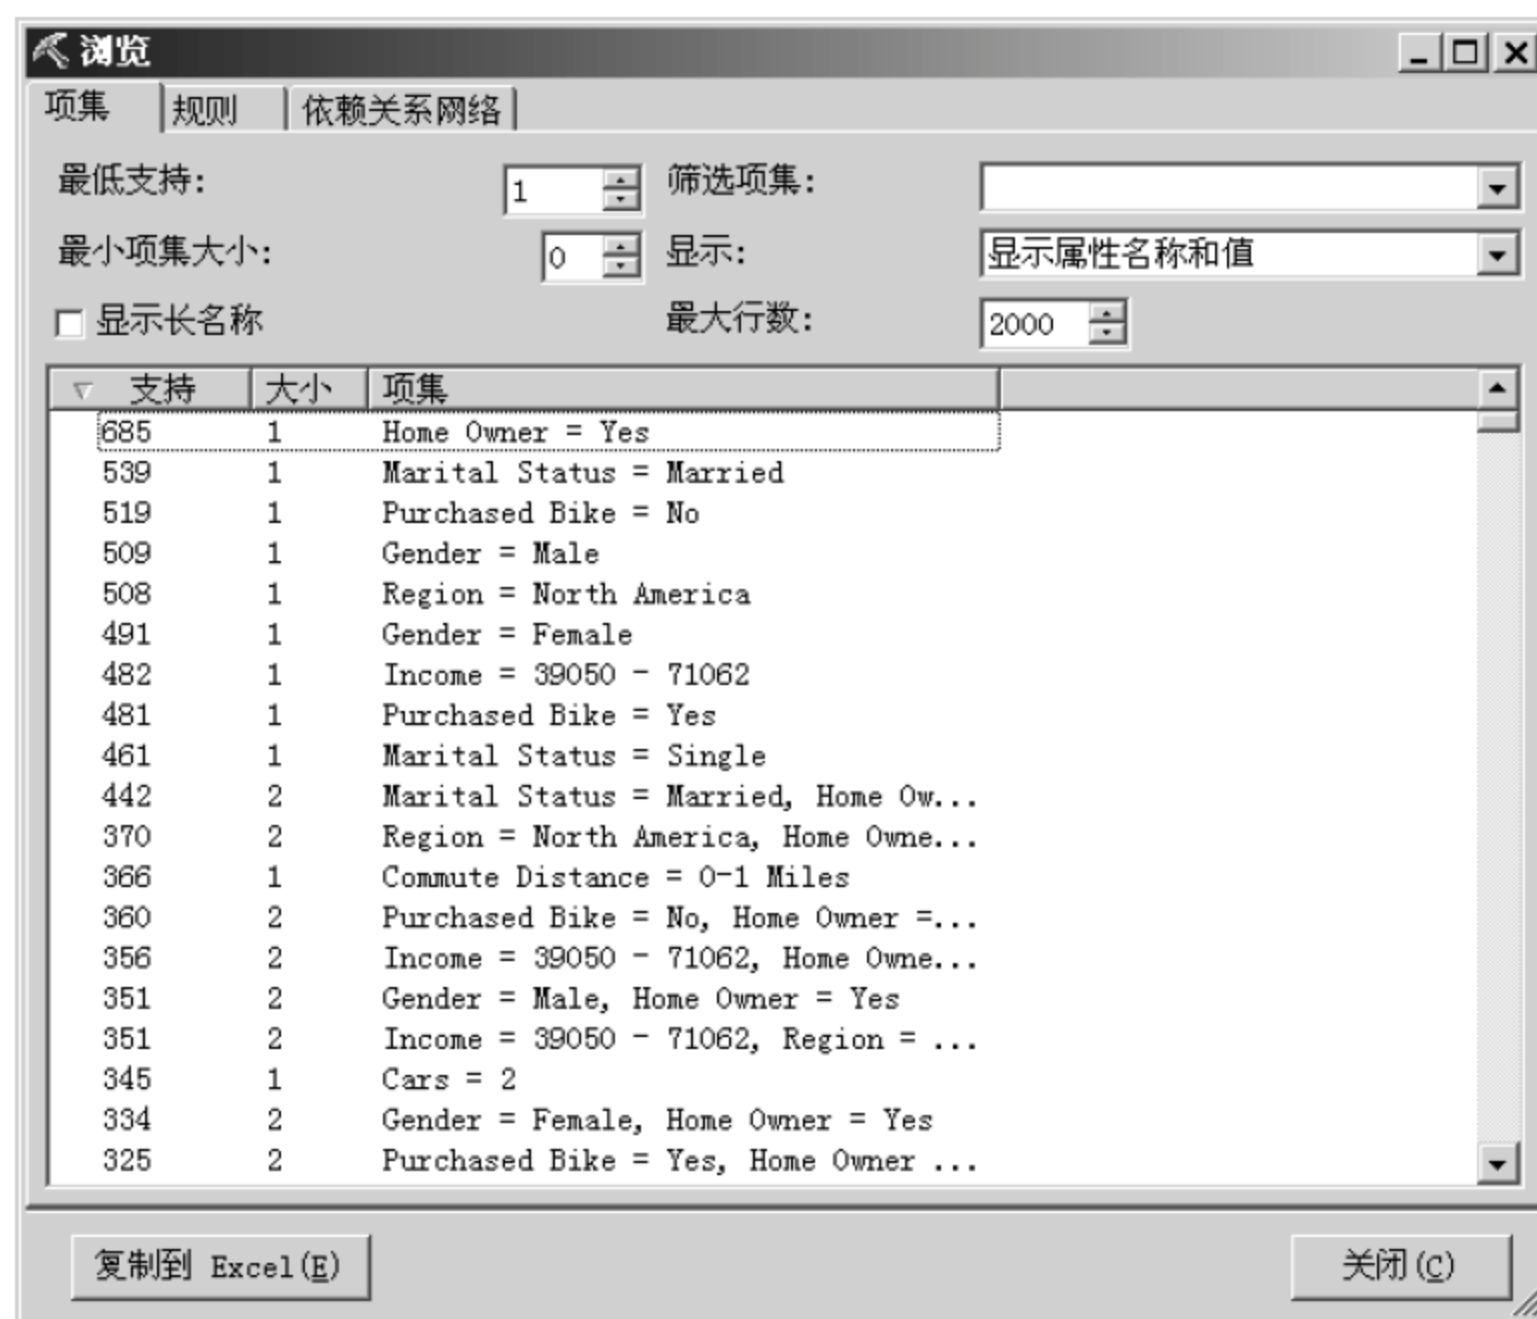 浏览
项集 规则 依赖关系网络
最低支持: 1 筛选项集:
最小项集大小: 0 显示: 显示属性名称和值
显示长名称 最大行数: 2000
支持 大小 项集
685 1 Home Owner = Yes
539 1 Marital Status = Married
519 1 Purchased Bike = No
509 1 Gender = Male
508 1 Region = North America
491 1 Gender = Female
482 1 Income = 39050 - 71062
481 1 Purchased Bike = Yes
461 1 Marital Status = Single
442 2 Marital Status = Married, Home Ow...
370 2 Region = North America, Home Owne...
366 1 Commute Distance = 0-1 Miles
360 2 Purchased Bike = No, Home Owner =...
356 2 Income = 39050 - 71062, Home Owne...
351 2 Gender = Male, Home Owner = Yes
351 2 Income = 39050 - 71062, Region = ...
345 1 Cars = 2
334 2 Gender = Female, Home Owner = Yes
325 2 Purchased Bike = Yes, Home Owner ...
复制到 Excel(E) 关闭(C)